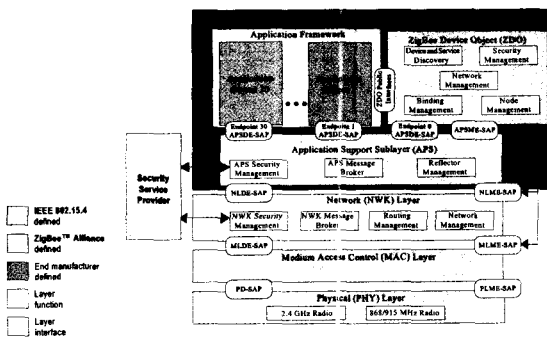 Application Framework
ZigBee Device Object (ZDO)
Device and Service
Discovery
Security
Management
Network
Management
Binding
Management
Node
Management
ZDO Public
Interfaces
Endpoint 30
APSDE-SAP
Endpoint 1
APSDE-SAP
Endpoint 0
APSDE-SAP
APSME-SAP
Application Support Sublayer (APS)
APS Security
Management
APS Message
Broker
Reflector
Management
Security
Service
Provider
NLDE-SAP
NLME-SAP
Network (NWK) Layer
NWK Security
Management
NWK Message
Broker
Routing
Management
Network
Management
MLDE-SAP
MLME-SAP
Medium Access Control (MAC) Layer
PD-SAP
PLME-SAP
Physical (PHY) Layer
2.4 GHz Radio
868/915 MHz Radio
IEEE 802.15.4
defined
ZigBee™ Alliance
defined
End manufacturer
defined
Layer
function
Layer
interface